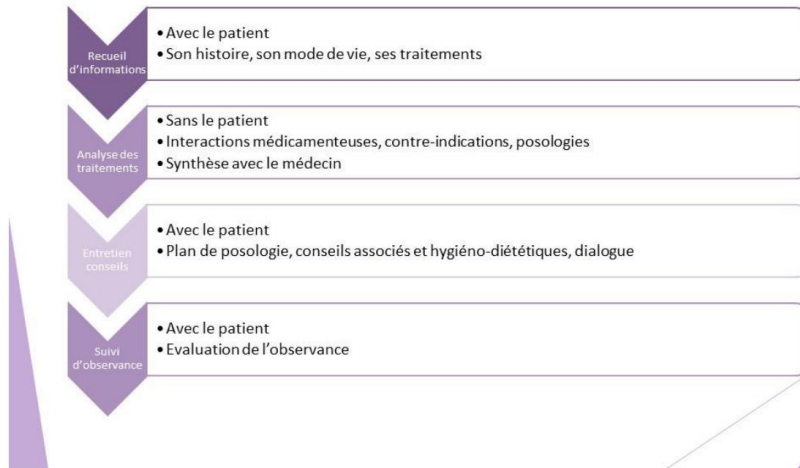 Recueil
d'informations
• Avec le patient
• Son histoire, son mode de vie, ses traitements
Analyse des
traitements
• Sans le patient
• Interactions médicamenteuses, contre-indications, posologies
• Synthèse avec le médecin
Entretien
conseils
• Avec le patient
• Plan de posologie, conseils associés et hygiéno-diététiques, dialogue
Suivi
d'observance
• Avec le patient
• Evaluation de l'observance